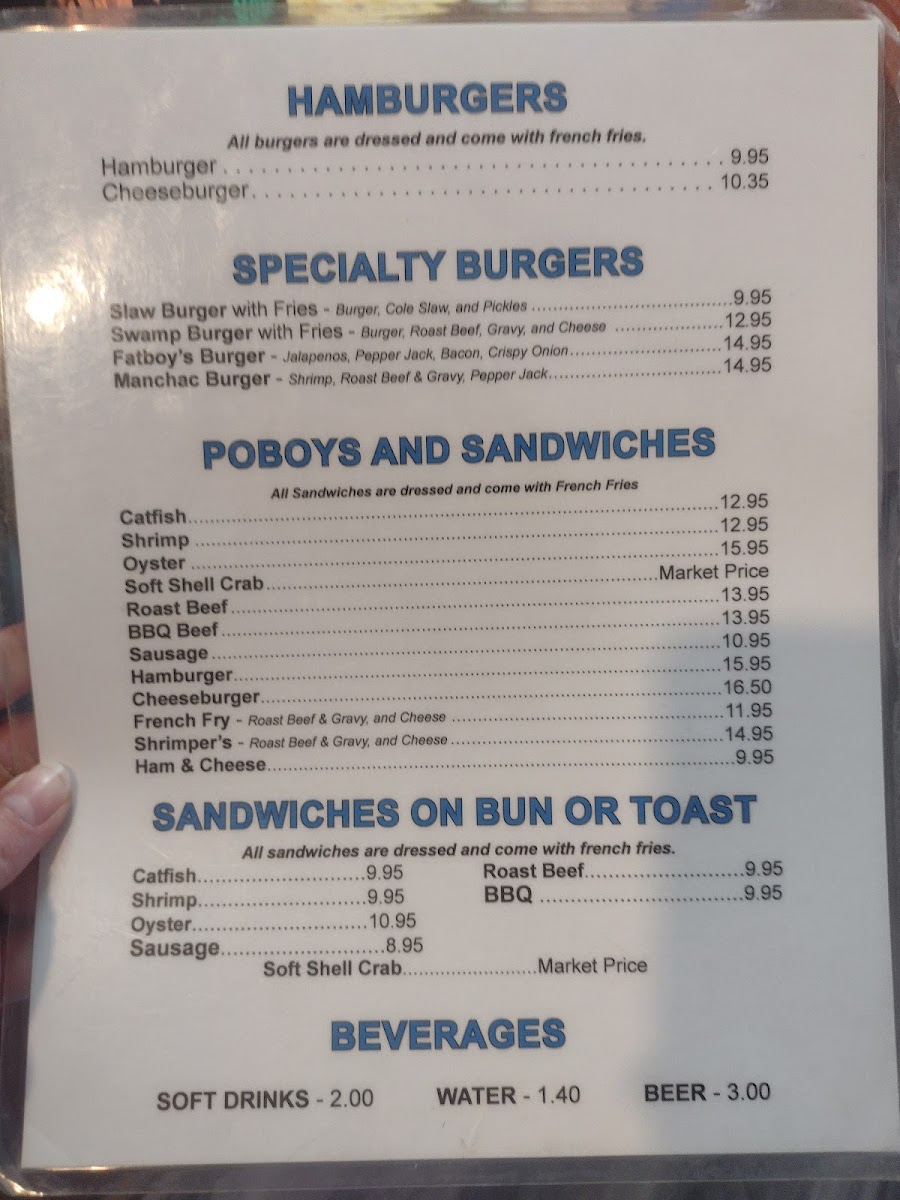 HAMBURGERS
All burgers are dressed and come with french fries.
Hamburger . . . . . . . . . . . . . . . . . . . . . . . . . . . . . . . . . . . . . . . 9.95
Cheeseburger. . . . . . . . . . . . . . . . . . . . . . . . . . . . . . . . . . . . 10.35
SPECIALTY BURGERS
Slaw Burger with Fries - Burger, Cole Slaw, and Pickles ..........................................9.95
Swamp Burger with Fries - Burger, Roast Beef, Gravy, and Cheese ......................12.95
Fatboy's Burger - Jalapenos, Pepper Jack, Bacon, Crispy Onion...............................14.95
Manchac Burger - Shrimp, Roast Beef & Gravy, Pepper Jack...................................14.95
POBOYS AND SANDWICHES
All Sandwiches are dressed and come with French Fries
Catfish..........................................................................................12.95
Shrimp .........................................................................................12.95
Oyster ..........................................................................................15.95
Soft Shell Crab..................................................................Market Price
Roast Beef....................................................................................13.95
BBQ Beef.....................................................................................13.95
Sausage.......................................................................................10.95
Hamburger...................................................................................15.95
Cheeseburger..............................................................................16.50
French Fry - Roast Beef & Gravy, and Cheese ..............................................11.95
Shrimper's - Roast Beef & Gravy, and Cheese..............................................14.95
Ham & Cheese...............................................................................9.95
SANDWICHES ON BUN OR TOAST
All sandwiches are dressed and come with french fries.
Catfish............................9.95 Roast Beef..........................9.95
Shrimp............................9.95 BBQ .................................9.95
Oyster.............................10.95
Sausage...........................8.95
Soft Shell Crab......................Market Price
BEVERAGES
SOFT DRINKS - 2.00 WATER - 1.40 BEER - 3.00